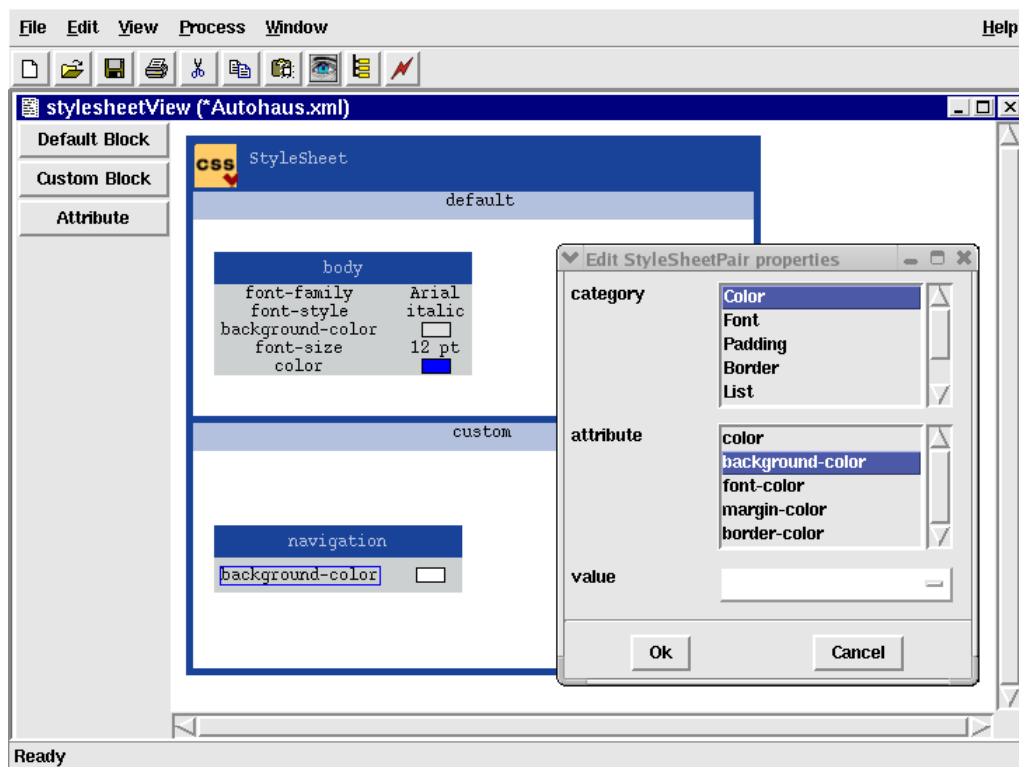 File Edit View Process Window Help
stylesheetView (*Autohaus.xml)
Default Block
Custom Block
Attribute
css StyleSheet
default
body
font-family Arial
font-style italic
background-color
font-size 12 pt
color
custom
navigation
background-color
Edit StyleSheetPair properties
category
Color
Font
Padding
Border
List
attribute
color
background-color
font-color
margin-color
border-color
value
Ok Cancel
Ready